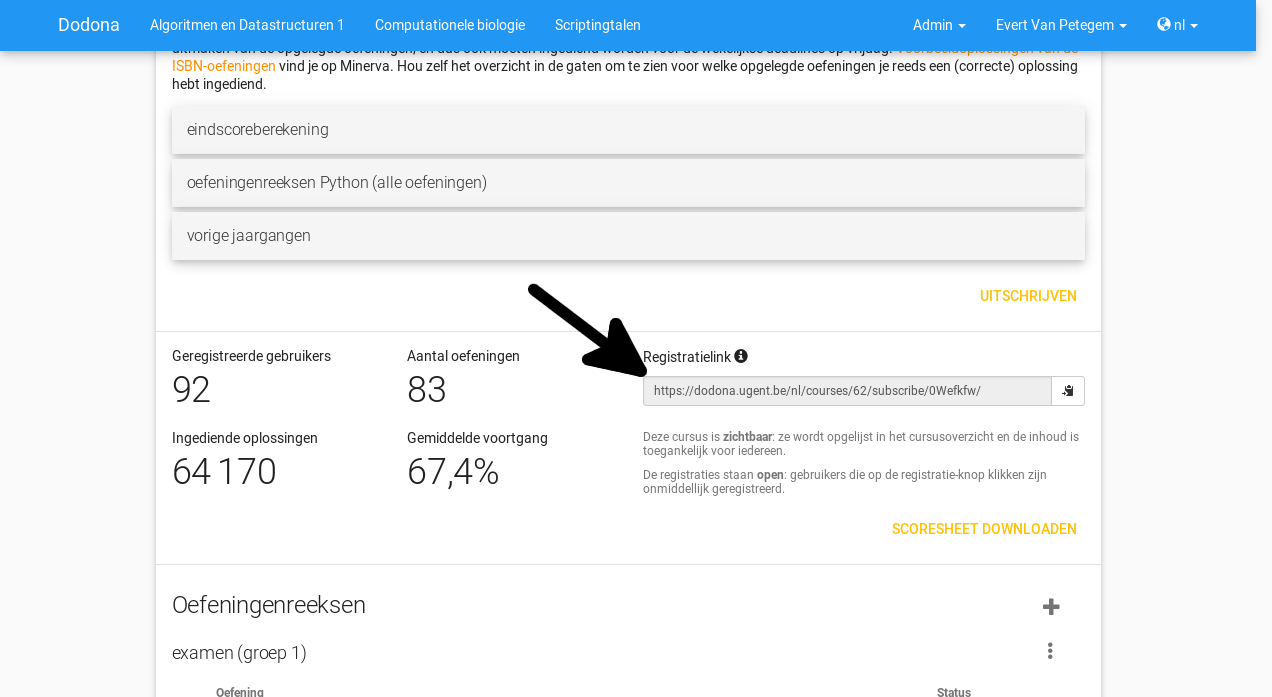 Dodona Algoritmen en Datastructuren 1 Computationele biologie Scriptingtalen Admin Evert Van Petegem nl
ISBN-oefeningen vind je op Minerva. Hou zelf het overzicht in de gaten om te zien voor welke opgelegde oefeningen je reeds een (correcte) oplossing
hebt ingediend.
eindscoreberekening
oefeningenreeksen Python (alle oefeningen)
vorige jaargangen
UITSCHRIJVEN
Geregistreerde gebruikers
92
Aantal oefeningen
83
Ingediende oplossingen
64 170
Gemiddelde voortgang
67,4%
Registratielink
https://dodona.ugent.be/nl/courses/62/subscribe/0Wefkfw/
Deze cursus is zichtbaar: ze wordt opgelijst in het cursusoverzicht en de inhoud is
toegankelijk voor iedereen.
De registraties staan open: gebruikers die op de registratie-knop klikken zijn
onmiddellijk geregistreerd.
SCORESHEET DOWNLOADEN
Oefeningenreeksen
examen (groep 1)
Oefening Status